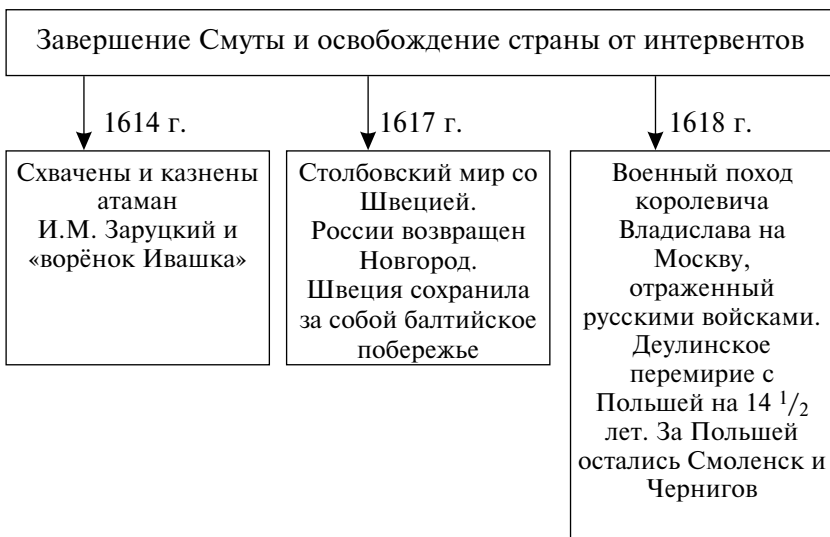 Завершение Смуты и освобождение страны от интервентов
1614 г.
Схвачены и казнены
атаман
И.М. Заруцкий и
«ворёнок Ивашка»
1617 г.
Столбовский мир со
Швецией.
России возвращен
Новгород.
Швеция сохранила
за собой балтийское
побережье
1618 г.
Военный поход
королевича
Владислава на
Москву,
отраженный
русскими войсками.
Деулинское
перемирие с
Польшей на 14 1/2
лет. За Польшей
остались Смоленск и
Чернигов